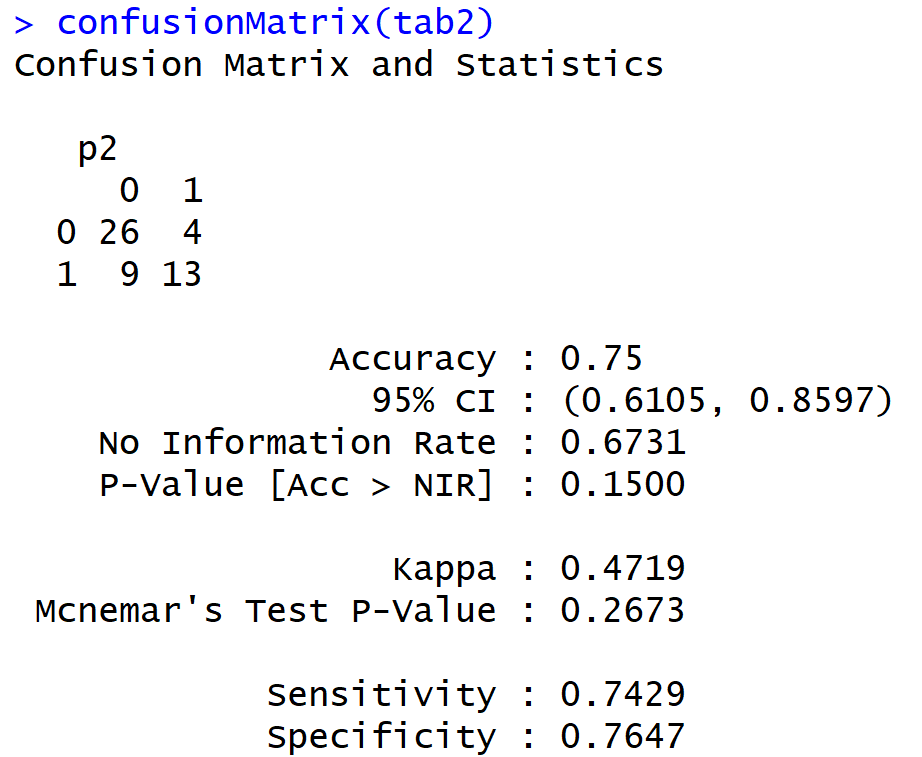 > confusionMatrix(tab2)
Confusion Matrix and Statistics
p2
0 1
0 26 4
1 9 13
Accuracy : 0.75
95% CI : (0.6105, 0.8597)
No Information Rate : 0.6731
P-Value [Acc > NIR] : 0.1500
Kappa : 0.4719
Mcnemar's Test P-Value : 0.2673
Sensitivity : 0.7429
Specificity : 0.7647